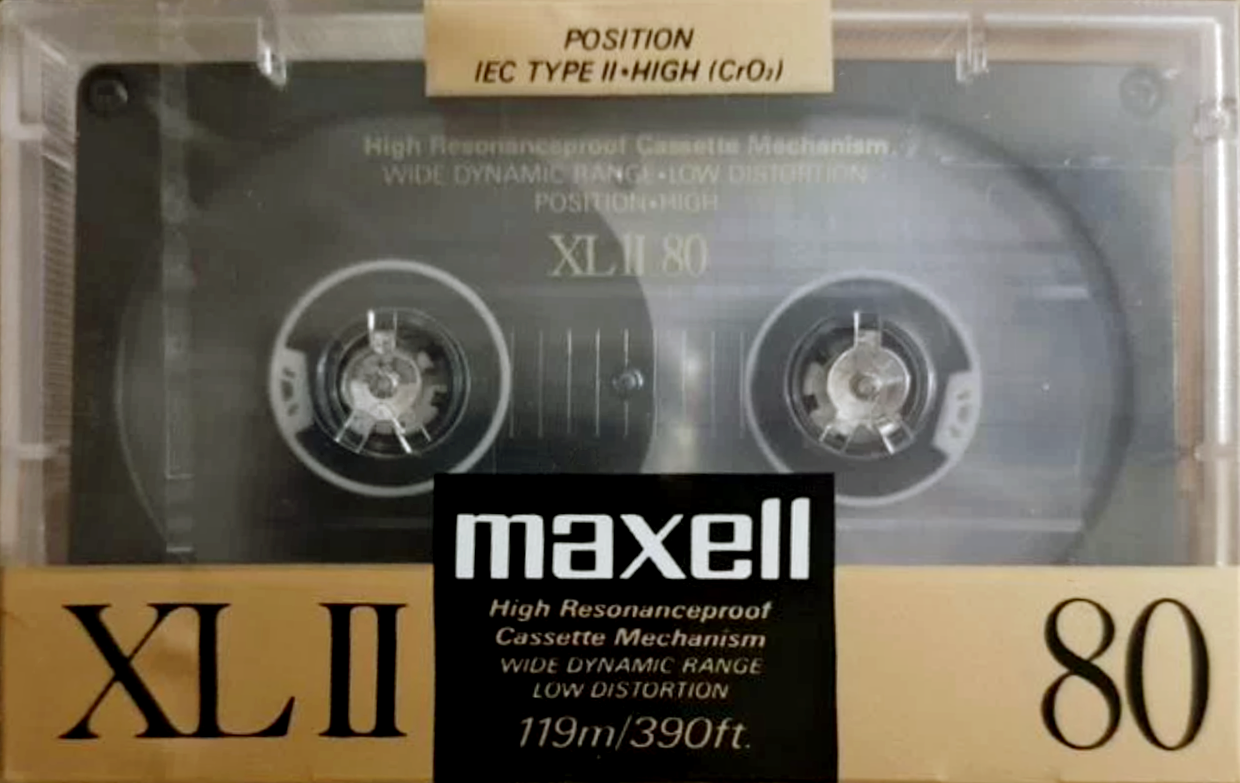 POSITION
IEC TYPE II•HIGH (CrO₂)
High Resonanceproof Cassette Mechanism.
WIDE DYNAMIC RANGE•LOW DISTORTION
POSITION•HIGH
XL II 80
maxell
XL II
High Resonanceproof
Cassette Mechanism
WIDE DYNAMIC RANGE
LOW DISTORTION
119m/390ft.
80